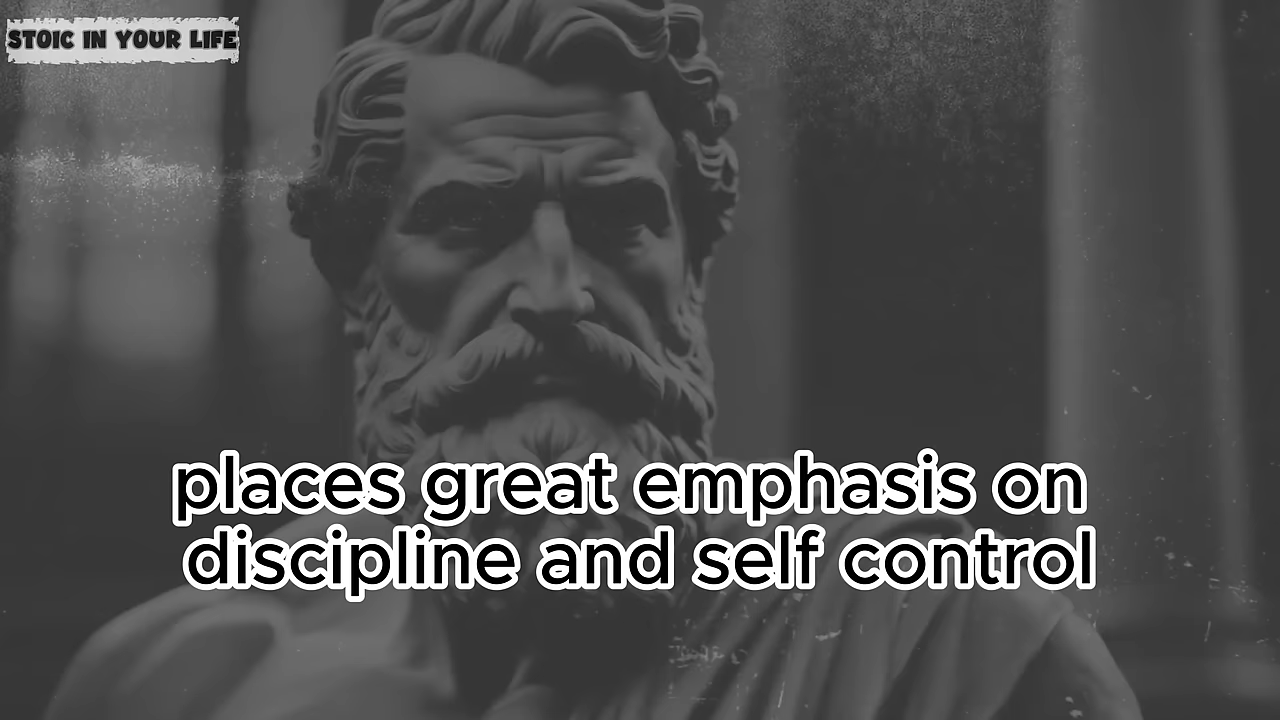 STOIC IN YOUR LIFE
places great emphasis on
discipline and self control